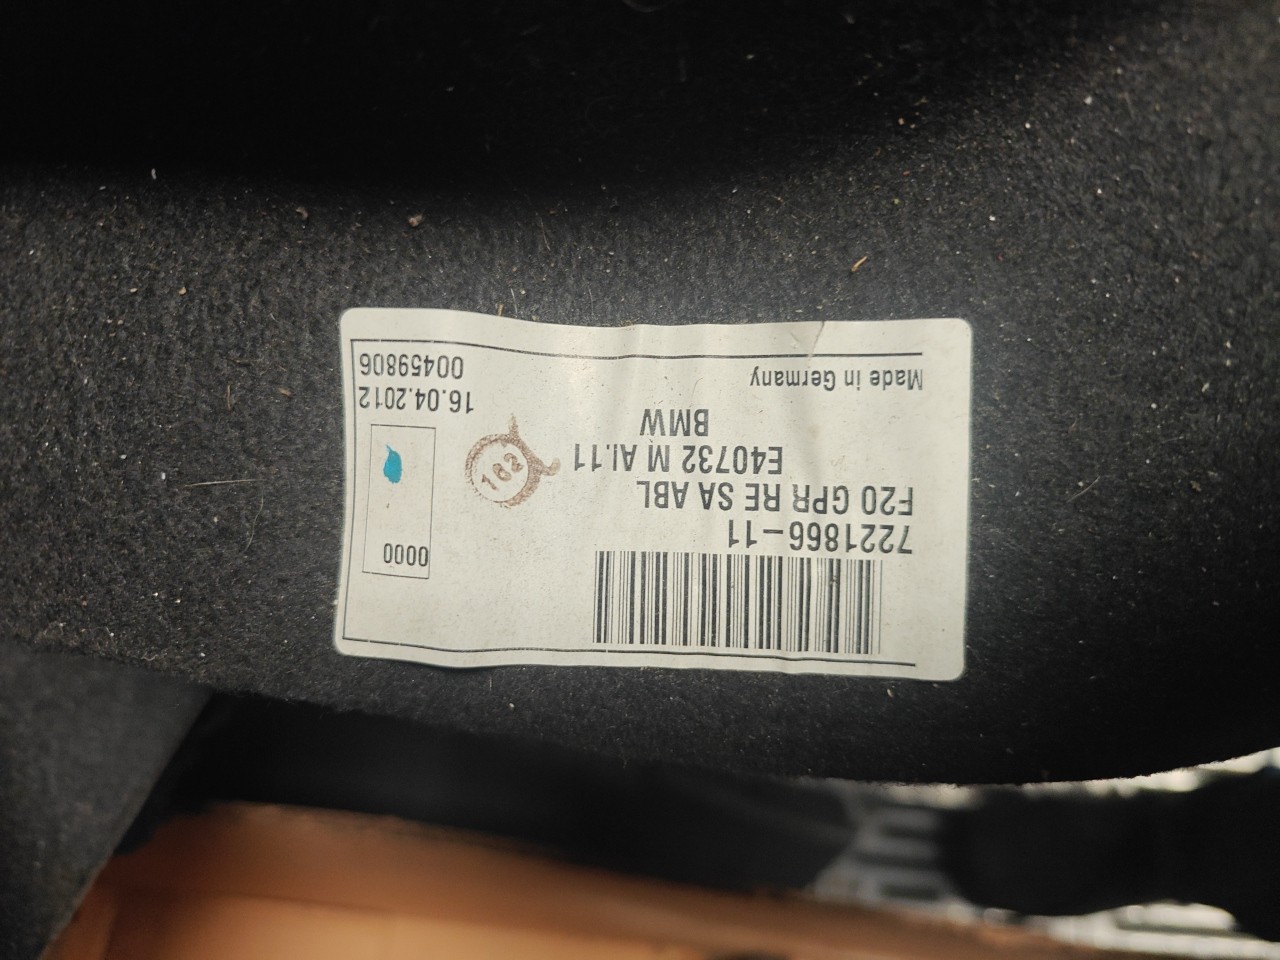 7221866-11
F20 GPR RE SA ABL
E40732 M AI.11
BMW
Made in Germany
0000
162
16.04.2012
00459806